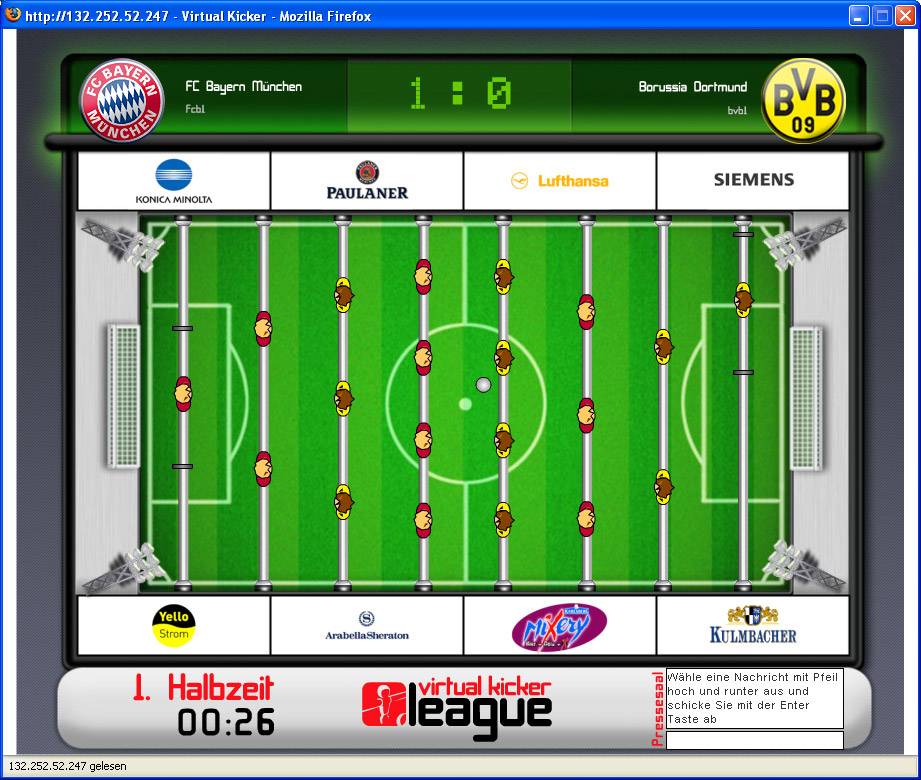 http://132.252.52.247 - Virtual Kicker - Mozilla Firefox
FC BAYERN
MÜNCHEN
FC Bayern München
Fcbl
1 : 0
Borussia Dortmund
bvbl
BVB
09
KONICA MINOLTA
PAULANER
Lufthansa
SIEMENS
Yello
Strom
ArabellaSheraton
KARLSBERG
MiXery
KULMBACHER
1. Halbzeit
00:26
virtual kicker
league
Pressesaal
Wähle eine Nachricht mit Pfeil
hoch und runter aus und
schicke Sie mit der Enter
Taste ab
132.252.52.247 gelesen